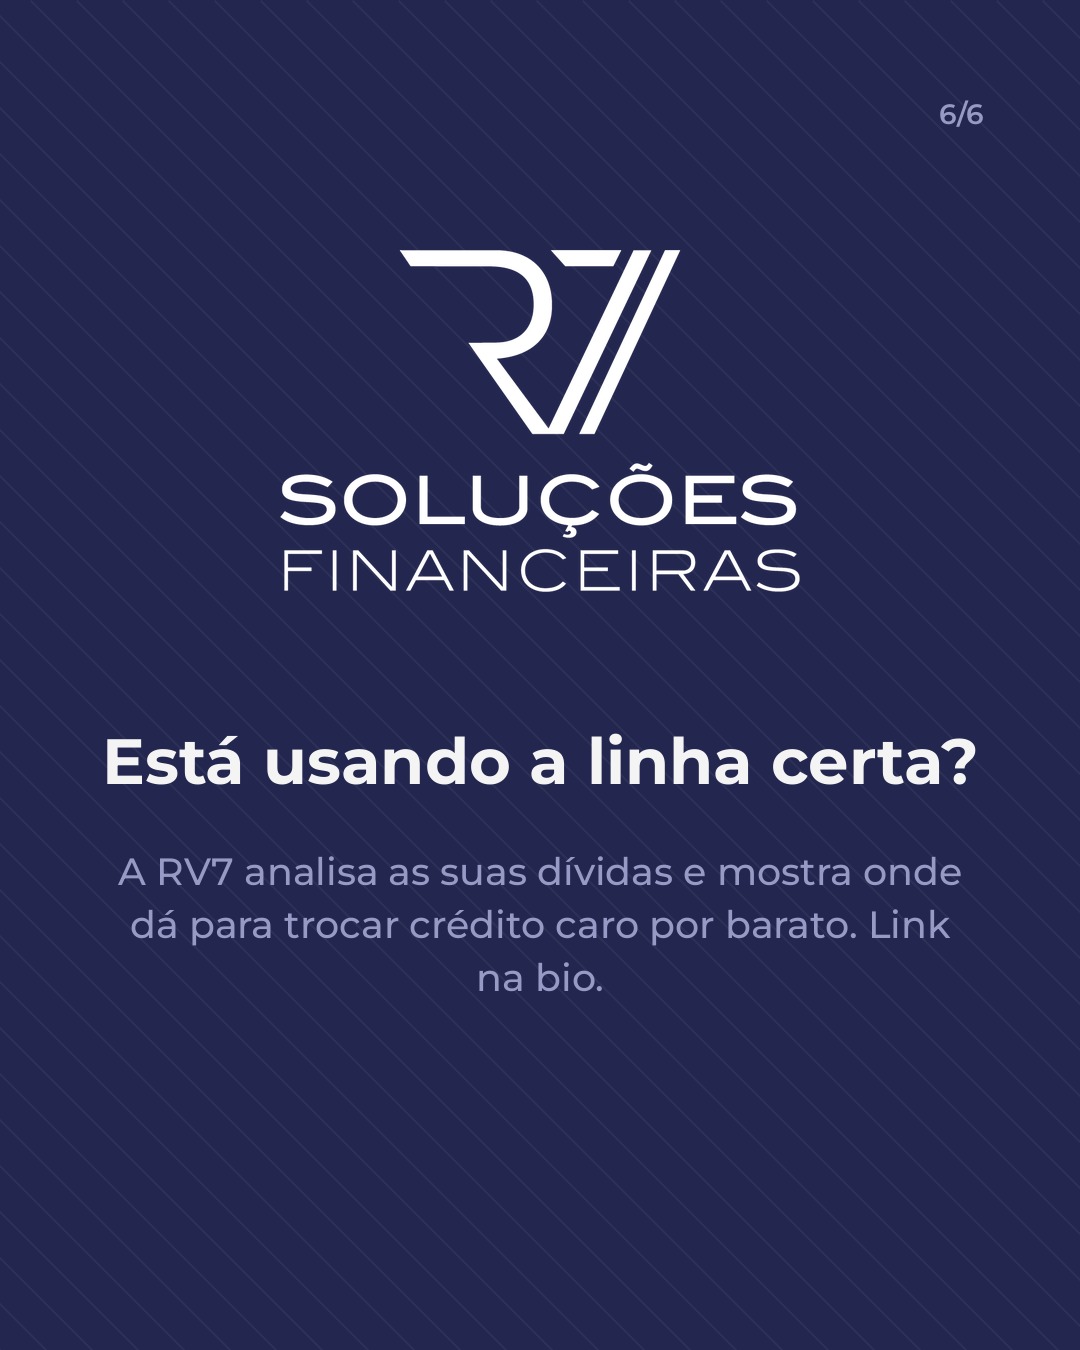 6/6
RV7
SOLUÇÕES
FINANCEIRAS
Está usando a linha certa?
A RV7 analisa as suas dívidas e mostra onde
dá para trocar crédito caro por barato. Link
na bio.